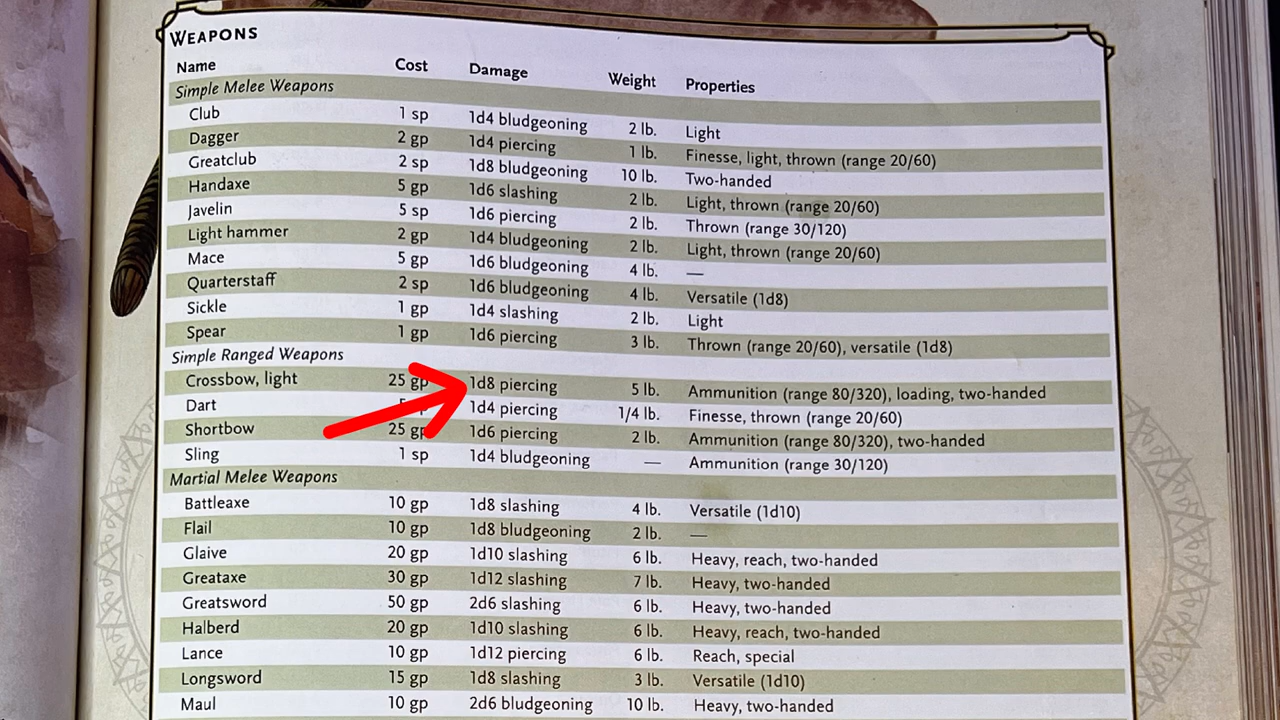 WEAPONS
Name Cost Damage Weight Properties
Simple Melee Weapons
Club 1 sp 1d4 bludgeoning 2 lb. Light
Dagger 2 gp 1d4 piercing 1 lb. Finesse, light, thrown (range 20/60)
Greatclub 2 sp 1d8 bludgeoning 10 lb. Two-handed
Handaxe 5 gp 1d6 slashing 2 lb. Light, thrown (range 20/60)
Javelin 5 sp 1d6 piercing 2 lb. Thrown (range 30/120)
Light hammer 2 gp 1d4 bludgeoning 2 lb. Light, thrown (range 20/60)
Mace 5 gp 1d6 bludgeoning 4 lb. —
Quarterstaff 2 sp 1d6 bludgeoning 4 lb. Versatile (1d8)
Sickle 1 gp 1d4 slashing 2 lb. Light
Spear 1 gp 1d6 piercing 3 lb. Thrown (range 20/60), versatile (1d8)
Simple Ranged Weapons
Crossbow, light 25 gp 1d8 piercing 5 lb. Ammunition (range 80/320), loading, two-handed
Dart 1d4 piercing 1/4 lb. Finesse, thrown (range 20/60)
Shortbow 25 gp 1d6 piercing 2 lb. Ammunition (range 80/320), two-handed
Sling 1 sp 1d4 bludgeoning — Ammunition (range 30/120)
Martial Melee Weapons
Battleaxe 10 gp 1d8 slashing 4 lb. Versatile (1d10)
Flail 10 gp 1d8 bludgeoning 2 lb. —
Glaive 20 gp 1d10 slashing 6 lb. Heavy, reach, two-handed
Greataxe 30 gp 1d12 slashing 7 lb. Heavy, two-handed
Greatsword 50 gp 2d6 slashing 6 lb. Heavy, two-handed
Halberd 20 gp 1d10 slashing 6 lb. Heavy, reach, two-handed
Lance 10 gp 1d12 piercing 6 lb. Reach, special
Longsword 15 gp 1d8 slashing 3 lb. Versatile (1d10)
Maul 10 gp 2d6 bludgeoning 10 lb. Heavy, two-handed